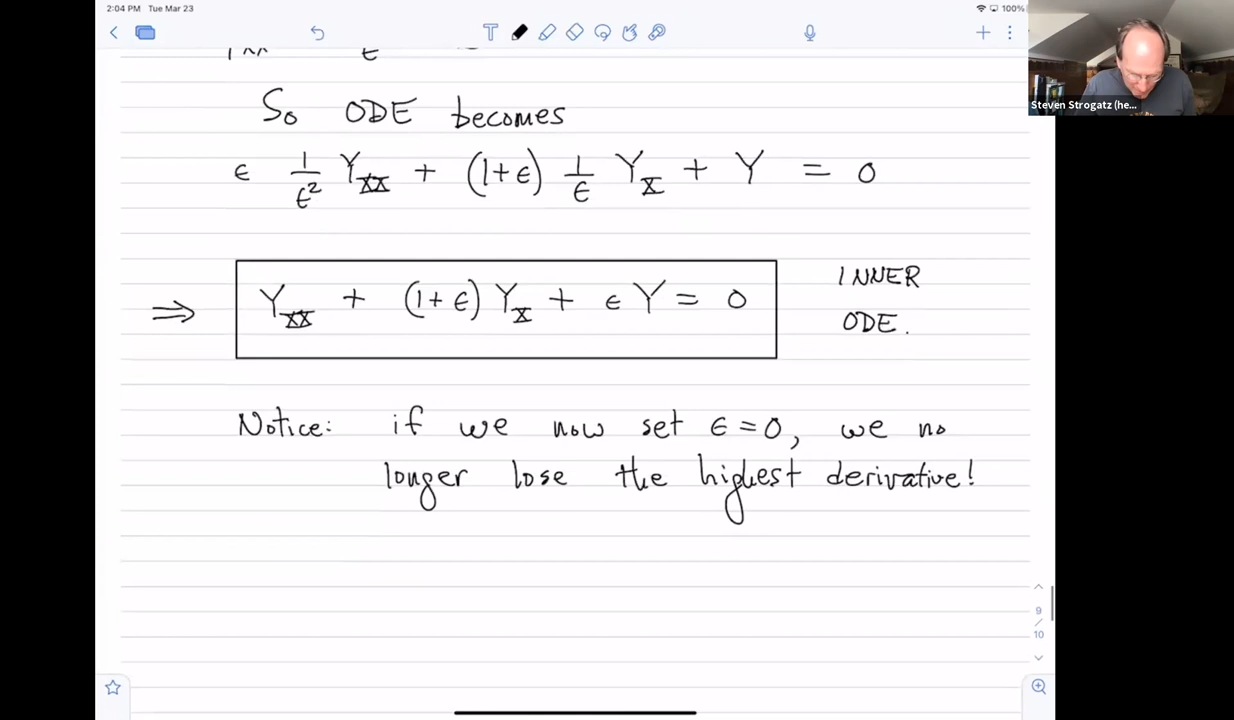 2:04 PM Tue Mar 23
100%
Steven Strogatz (he...
So ODE becomes
ϵ 1/ϵ² Y_XX + (1+ϵ) 1/ϵ Y_X + Y = 0
⇒ Y_XX + (1+ϵ) Y_X + ϵ Y = 0
INNER
ODE.
Notice: if we now set ϵ = 0, we no
longer lose the highest derivative!
9
/
10